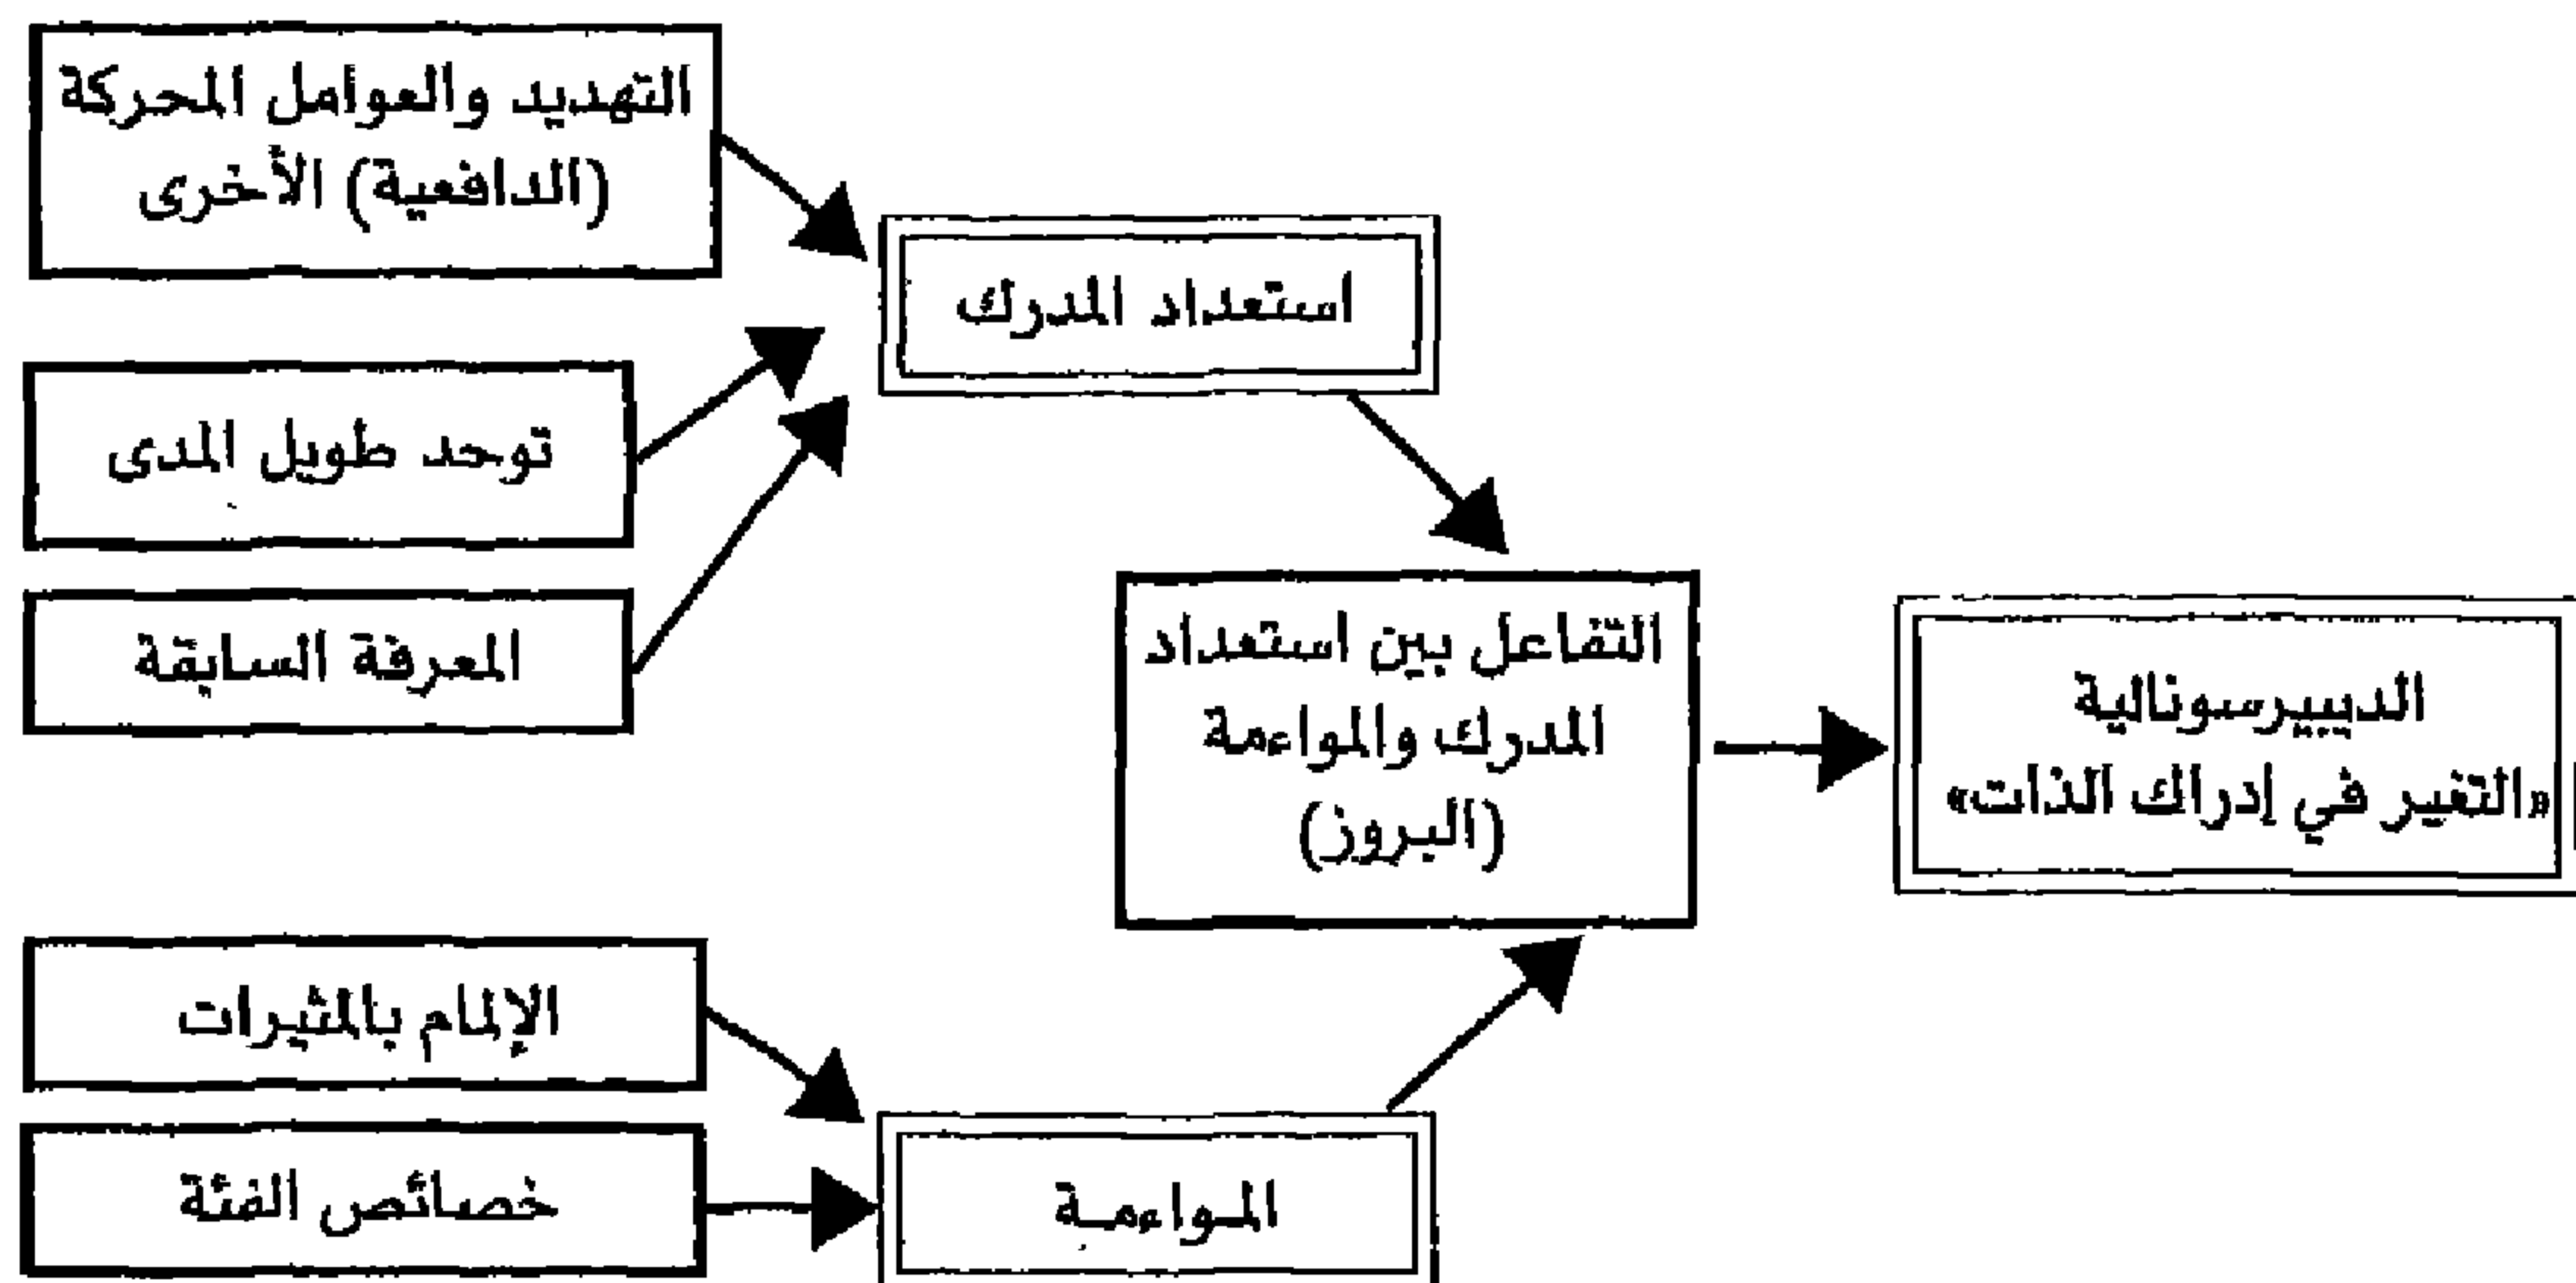 التهديد والعوامل المحركة
(الدافعية) الأخرى
استعداد المدرك
توحد طويل المدى
المعرفة السابقة
التفاعل بين استعداد
المدرك والمواءمة
(البروز)
الديبيرسونالية
«التغير في إدراك الذات»
الإلمام بالمثيرات
خصائص الفئة
المواءمة